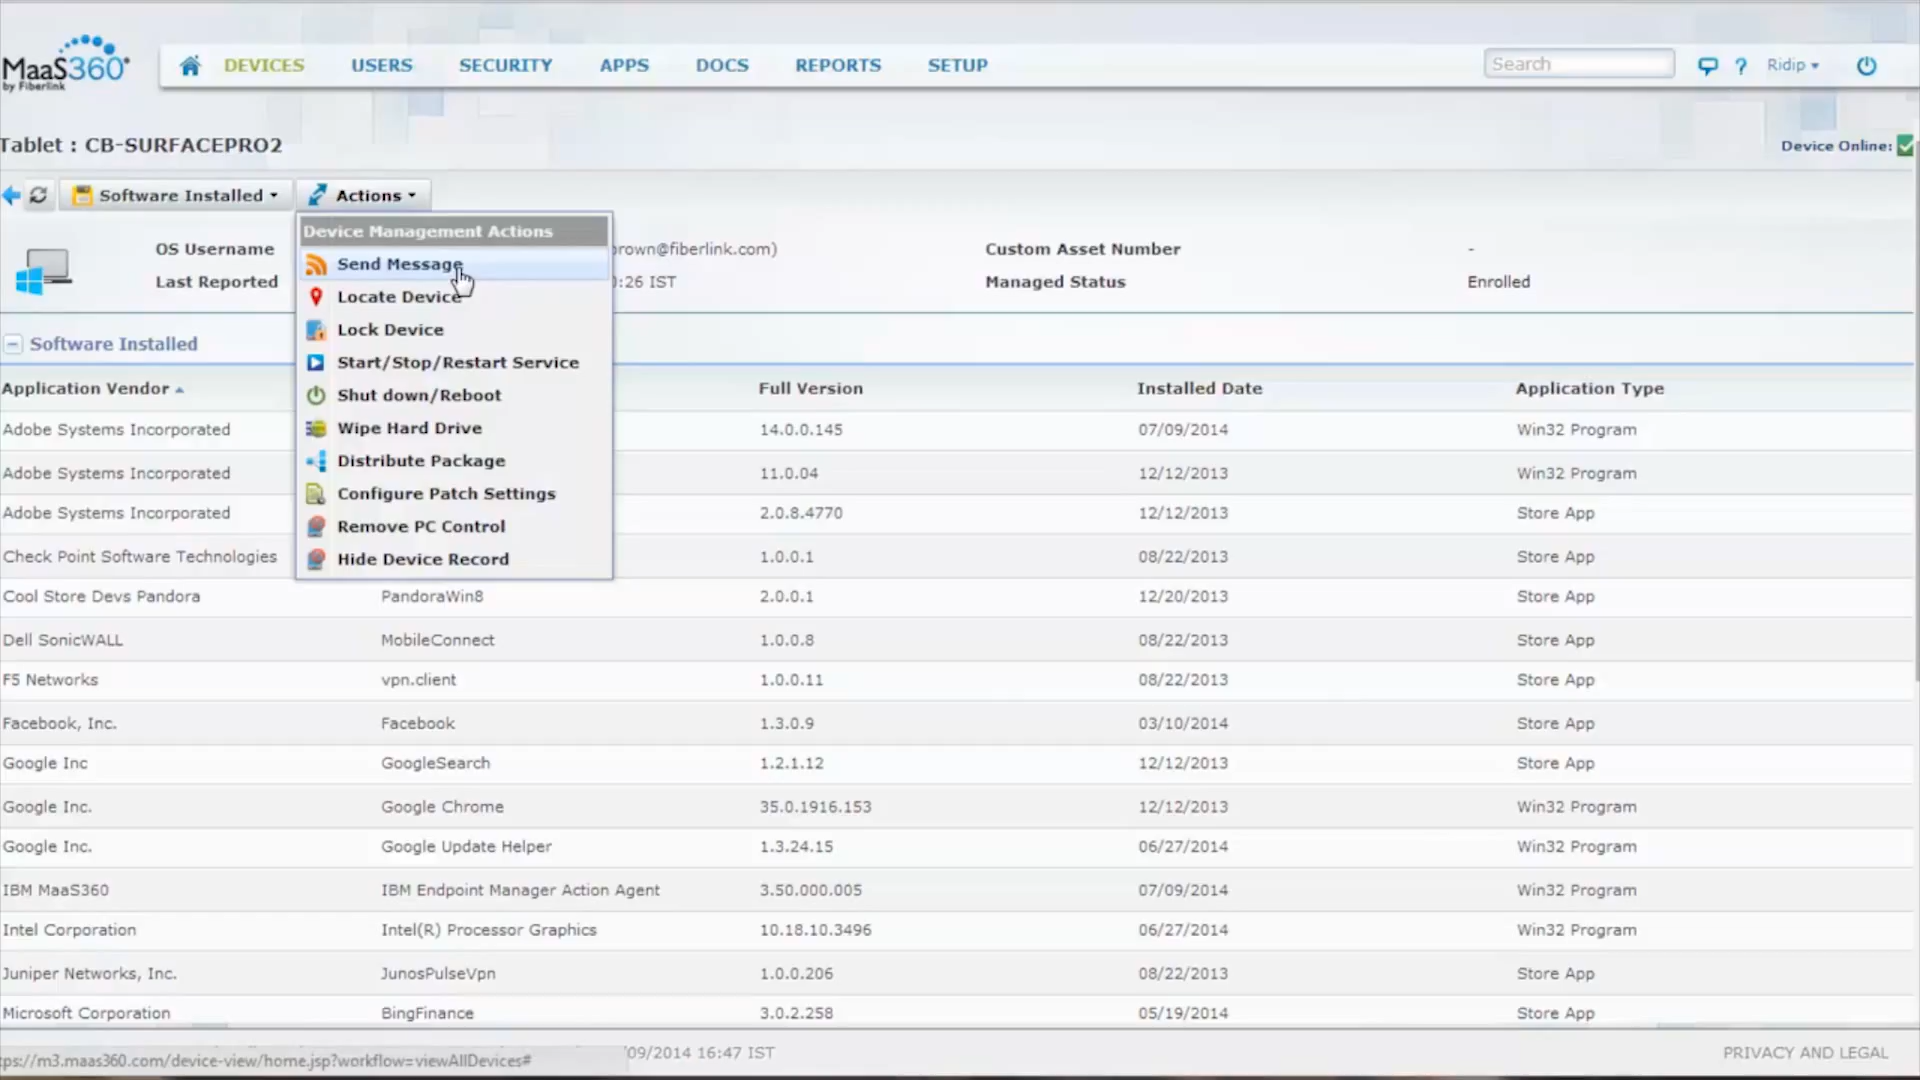 MaaS360
by Fiberlink
DEVICES USERS SECURITY APPS DOCS REPORTS SETUP Search ? Ridip
Tablet : CB-SURFACEPRO2 Device Online:
Software Installed Actions
Device Management Actions
OS Username rown@fiberlink.com) Custom Asset Number -
Send Message
Last Reported :26 IST Managed Status Enrolled
Locate Device
Lock Device
Software Installed
Start/Stop/Restart Service
Application Vendor Full Version Installed Date Application Type
Shut down/Reboot
Adobe Systems Incorporated 14.0.0.145 07/09/2014 Win32 Program
Wipe Hard Drive
Distribute Package
Adobe Systems Incorporated 11.0.04 12/12/2013 Win32 Program
Configure Patch Settings
Adobe Systems Incorporated 2.0.8.4770 12/12/2013 Store App
Remove PC Control
Check Point Software Technologies 1.0.0.1 08/22/2013 Store App
Hide Device Record
Cool Store Devs Pandora PandoraWin8 2.0.0.1 12/20/2013 Store App
Dell SonicWALL MobileConnect 1.0.0.8 08/22/2013 Store App
F5 Networks vpn.client 1.0.0.11 08/22/2013 Store App
Facebook, Inc. Facebook 1.3.0.9 03/10/2014 Store App
Google Inc GoogleSearch 1.2.1.12 12/12/2013 Store App
Google Inc. Google Chrome 35.0.1916.153 12/12/2013 Win32 Program
Google Inc. Google Update Helper 1.3.24.15 06/27/2014 Win32 Program
IBM MaaS360 IBM Endpoint Manager Action Agent 3.50.000.005 07/09/2014 Win32 Program
Intel Corporation Intel(R) Processor Graphics 10.18.10.3496 06/27/2014 Win32 Program
Juniper Networks, Inc. JunosPulseVpn 1.0.0.206 08/22/2013 Store App
Microsoft Corporation BingFinance 3.0.2.258 05/19/2014 Store App
tps://m3.maas360.com/device-view/home.jsp?workflow=viewAllDevices# /09/2014 16:47 IST PRIVACY AND LEGAL